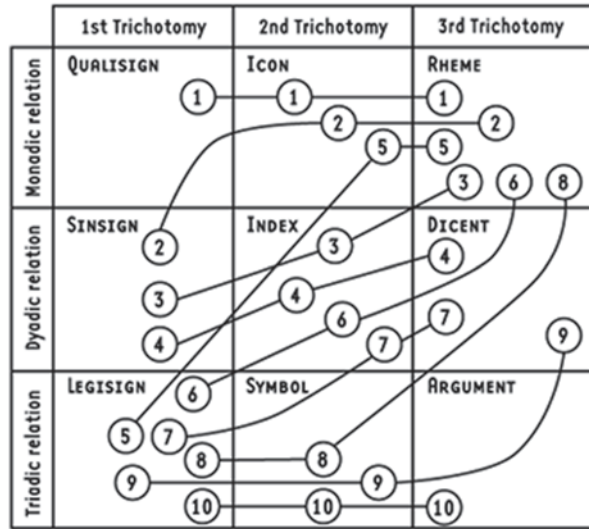 1st Trichotomy 2nd Trichotomy 3rd Trichotomy
Monadic relation
QUALISIGN ICON RHEME
1 1 1
2 2
5 5
3 6 8
Dyadic relation
SINSIGN INDEX DICENT
2 3 4
3 4
6 7
4 7 9
Triadic relation
LEGISIGN SYMBOL ARGUMENT
6
5 7
8 8
9 9
10 10 10